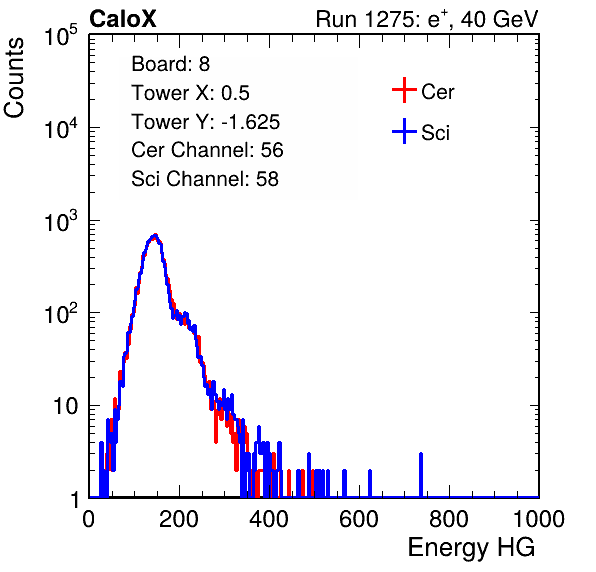 CaloX Run 1275: e⁺, 40 GeV
Counts
10⁵
10⁴
10³
10²
10
1
Board: 8
Tower X: 0.5
Tower Y: -1.625
Cer Channel: 56
Sci Channel: 58
Cer
Sci
0 200 400 600 800 1000
Energy HG